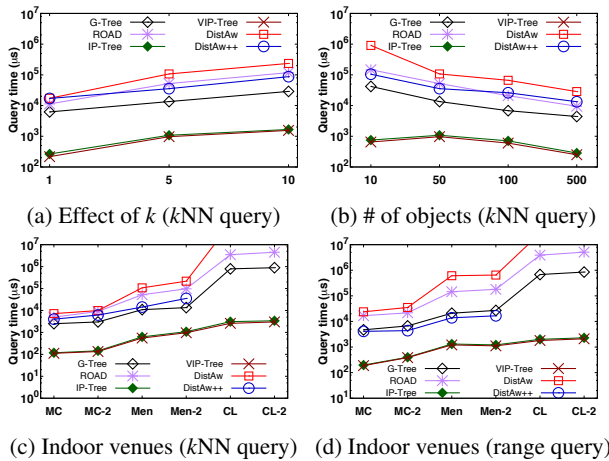 G-Tree VIP-Tree
ROAD DistAw
IP-Tree DistAw++
Query time (μs)
10^7
10^6
10^5
10^4
10^3
10^2
1 5 10
(a) Effect of k (kNN query)
G-Tree VIP-Tree
ROAD DistAw
IP-Tree DistAw++
Query time (μs)
10^7
10^6
10^5
10^4
10^3
10^2
10 50 100 500
(b) # of objects (kNN query)
Query time (μs)
10^7
10^6
10^5
10^4
10^3
10^2
10^1
10^0
G-Tree VIP-Tree
ROAD DistAw
IP-Tree DistAw++
MC MC-2 Men Men-2 CL CL-2
(c) Indoor venues (kNN query)
Query time (μs)
10^7
10^6
10^5
10^4
10^3
10^2
10^1
G-Tree VIP-Tree
ROAD DistAw
IP-Tree DistAw++
MC MC-2 Men Men-2 CL CL-2
(d) Indoor venues (range query)